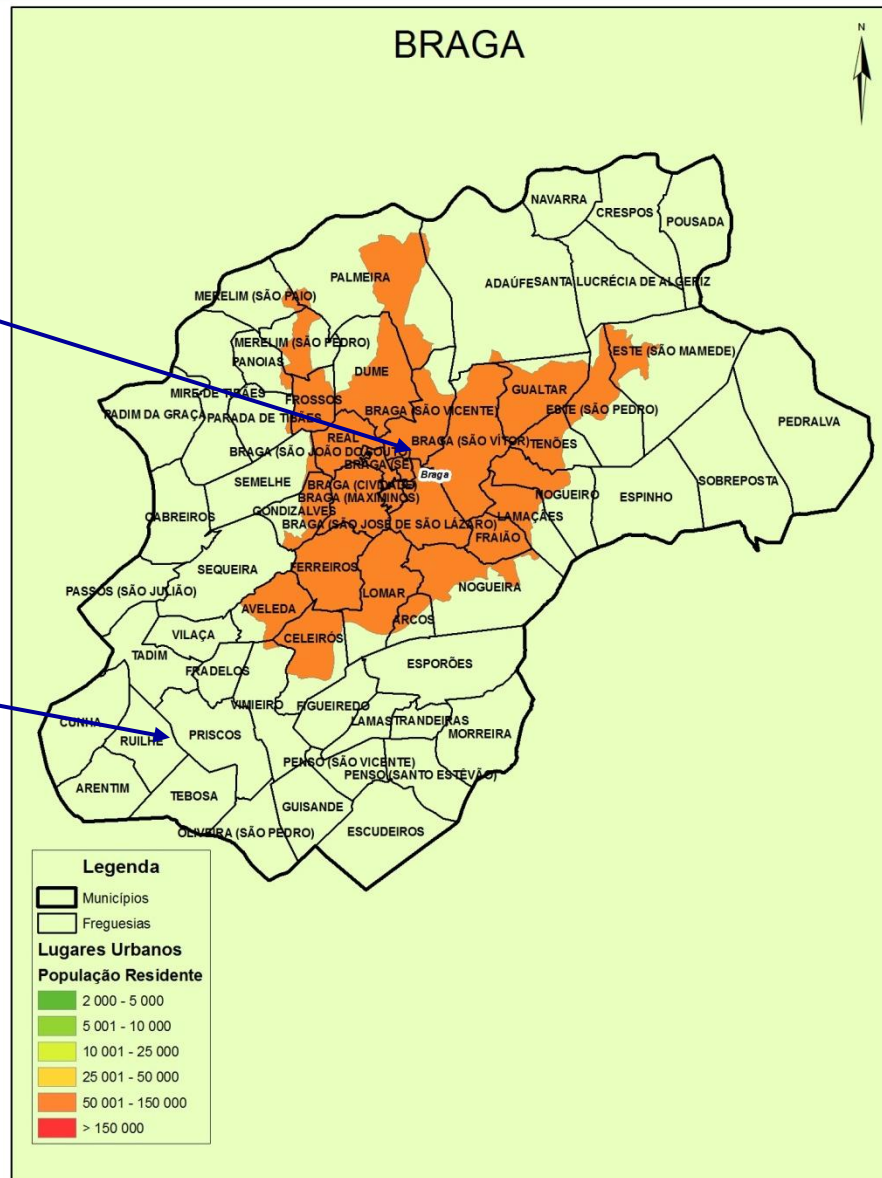 BRAGA
N
NAVARRA
CRESPOS
POUSADA
PALMEIRA
ADAÚFE
SANTA LUCRÉCIA DE ALGERIZ
MERELIM (SÃO PAIO)
MERELIM (SÃO PEDRO)
PANOIAS
DUME
ESTE (SÃO MAMEDE)
MIRE DE TIBÃES
FROSSOS
GUALTAR
PADIM DA GRAÇA
PARADA DE TIBÃES
BRAGA (SÃO VICENTE)
ESTE (SÃO PEDRO)
PEDRALVA
REAL
BRAGA (SÃO VÍTOR)
TENÕES
BRAGA (SÃO JOÃO DO SOUTO)
BRAGA (SÉ)
Braga
SEMELHE
BRAGA (CIVIDADE)
NOGUEIRÓ
ESPINHO
SOBREPOSTA
BRAGA (MAXIMINOS)
GONDIZALVES
LAMAÇÃES
CABREIROS
BRAGA (SÃO JOSÉ DE SÃO LÁZARO)
FRAIÃO
SEQUEIRA
FERREIROS
PASSOS (SÃO JULIÃO)
LOMAR
NOGUEIRA
AVELEDA
ARCOS
VILAÇA
CELEIRÓS
TADIM
FRADELOS
ESPORÕES
VIMIEIRO
FIGUEIREDO
CUNHA
LAMAS
TRANDEIRAS
RUILHE
PRISCOS
MORREIRA
PENSO (SÃO VICENTE)
PENSO (SANTO ESTÊVÃO)
ARENTIM
TEBOSA
GUISANDE
OLIVEIRA (SÃO PEDRO)
ESCUDEIROS
Legenda
Municípios
Freguesias
Lugares Urbanos
População Residente
2 000 - 5 000
5 001 - 10 000
10 001 - 25 000
25 001 - 50 000
50 001 - 150 000
> 150 000